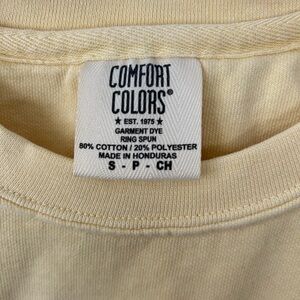 COMFORT
COLORS®
★ EST. 1975 ★
GARMENT DYE
RING SPUN
80% COTTON / 20% POLYESTER
MADE IN HONDURAS
S - P - CH